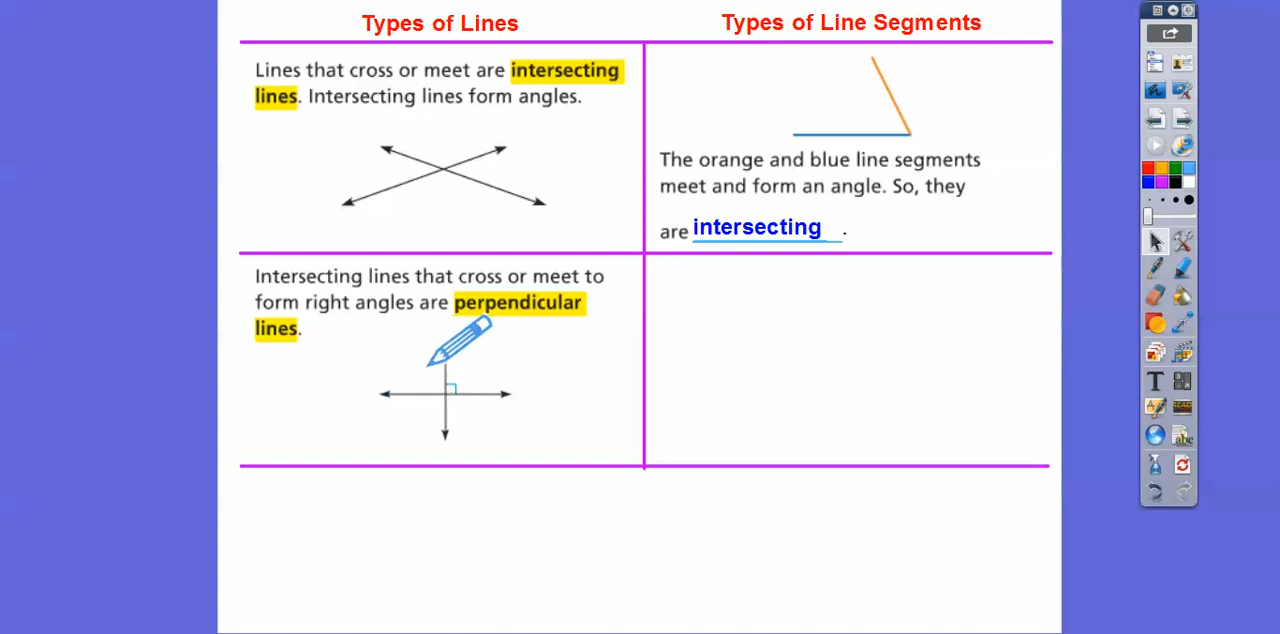 Types of Lines
Types of Line Segments
Lines that cross or meet are intersecting
lines. Intersecting lines form angles.
The orange and blue line segments
meet and form an angle. So, they
are intersecting .
Intersecting lines that cross or meet to
form right angles are perpendicular
lines.